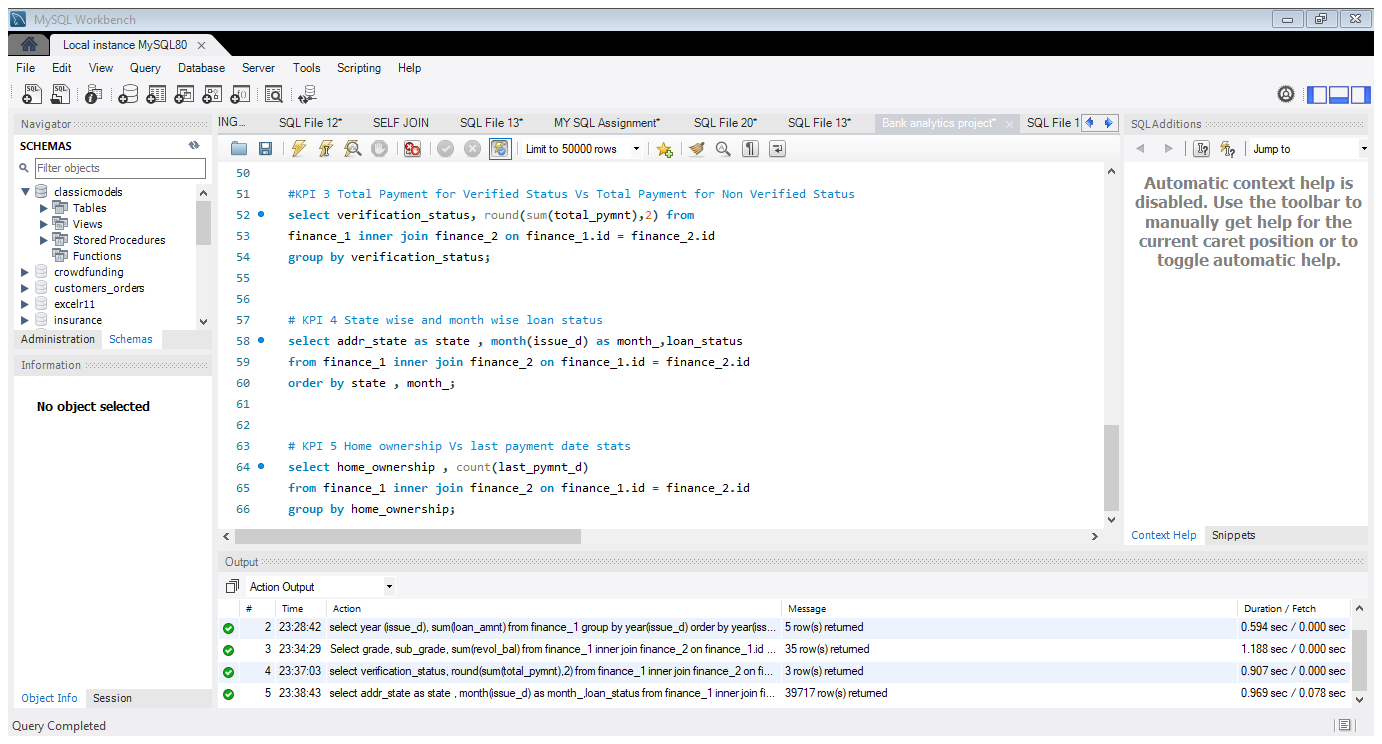 MySQL Workbench
Local instance MySQL80
File Edit View Query Database Server Tools Scripting Help
Navigator
SCHEMAS
Filter objects
classicmodels
Tables
Views
Stored Procedures
Functions
crowdfunding
customers_orders
excelr11
insurance
Administration Schemas
Information
No object selected
Object Info Session
Query Completed
ING... SQL File 12* SELF JOIN SQL File 13* MY SQL Assignment* SQL File 20* SQL File 13* Bank analytics project* SQL File 1
Limit to 50000 rows
50
51 #KPI 3 Total Payment for Verified Status Vs Total Payment for Non Verified Status
52 select verification_status, round(sum(total_pymnt),2) from
53 finance_1 inner join finance_2 on finance_1.id = finance_2.id
54 group by verification_status;
55
56
57 # KPI 4 State wise and month wise loan status
58 select addr_state as state , month(issue_d) as month_,loan_status
59 from finance_1 inner join finance_2 on finance_1.id = finance_2.id
60 order by state , month_;
61
62
63 # KPI 5 Home ownership Vs last payment date stats
64 select home_ownership , count(last_pymnt_d)
65 from finance_1 inner join finance_2 on finance_1.id = finance_2.id
66 group by home_ownership;
SQLAdditions
Jump to
Automatic context help is
disabled. Use the toolbar to
manually get help for the
current caret position or to
toggle automatic help.
Context Help Snippets
Output
Action Output
# Time Action Message Duration / Fetch
2 23:28:42 select year (issue_d), sum(loan_amnt) from finance_1 group by year(issue_d) order by year(iss... 5 row(s) returned 0.594 sec / 0.000 sec
3 23:34:29 Select grade, sub_grade, sum(revol_bal) from finance_1 inner join finance_2 on finance_1.id ... 35 row(s) returned 1.188 sec / 0.000 sec
4 23:37:03 select verification_status, round(sum(total_pymnt),2) from finance_1 inner join finance_2 on fi... 3 row(s) returned 0.907 sec / 0.000 sec
5 23:38:43 select addr_state as state , month(issue_d) as month_,loan_status from finance_1 inner join fi... 39717 row(s) returned 0.969 sec / 0.078 sec